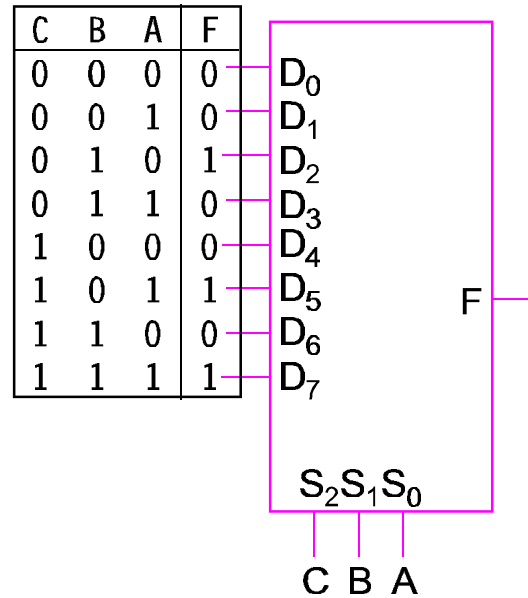 C B A F
0 0 0 0 D0
0 0 1 0 D1
0 1 0 1 D2
0 1 1 0 D3
1 0 0 0 D4
1 0 1 1 D5
F
1 1 0 0 D6
1 1 1 1 D7
S2S1S0
C B A